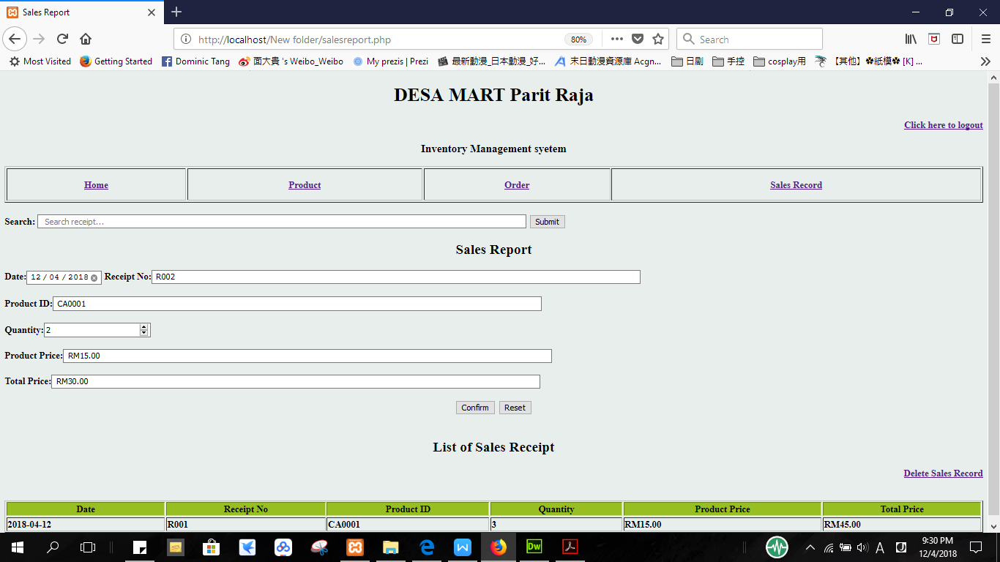 Sales Report
http://localhost/New folder/salesreport.php
80%
Search
Most Visited
Getting Started
Dominic Tang
面大貴 's Weibo_Weibo
My prezis | Prezi
最新動漫_日本動漫_好...
末日動漫資源庫 Acgn...
日剧
手控
cosplay用
【其他】✿紙模✿ [K] ...
DESA MART Parit Raja
Click here to logout
Inventory Management syetem
Home Product Order Sales Record
Search: Search receipt... Submit
Sales Report
Date: 12 / 04 / 2018 Receipt No: R002
Product ID: CA0001
Quantity: 2
Product Price: RM15.00
Total Price: RM30.00
Confirm Reset
List of Sales Receipt
Delete Sales Record
Date Receipt No Product ID Quantity Product Price Total Price
2018-04-12 R001 CA0001 3 RM15.00 RM45.00
Dw
A
9:30 PM
12/4/2018